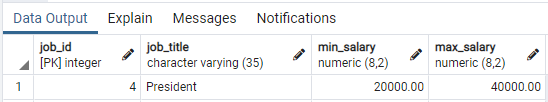 Data Output Explain Messages Notifications
job_id job_title min_salary max_salary
[PK] integer character varying (35) numeric (8,2) numeric (8,2)
1 4 President 20000.00 40000.00